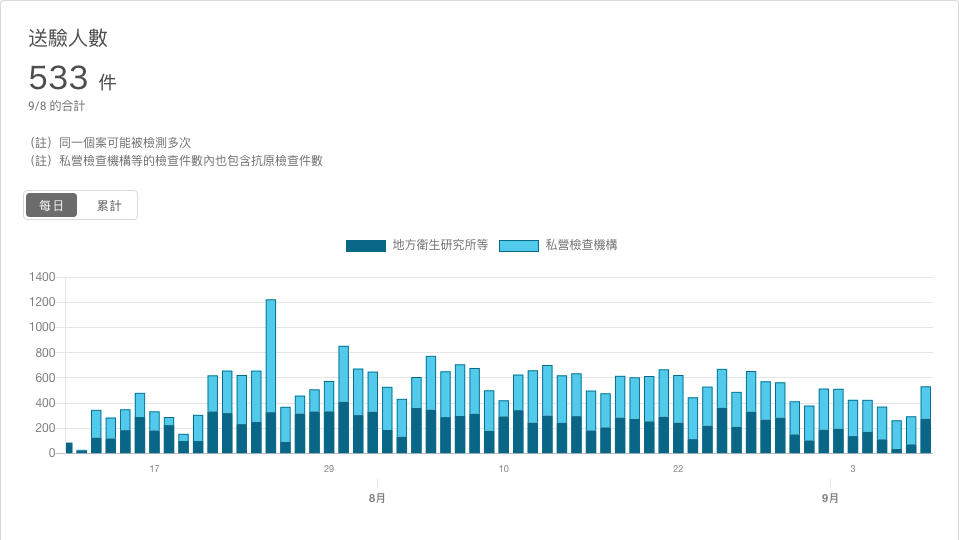 送驗人數
533 件
9/8 的合計
（註）同一個案可能被檢測多次
（註）私營檢查機構等的檢查件數內也包含抗原檢查件數
每日 累計
地方衛生研究所等 私營檢查機構
1400
1200
1000
800
600
400
200
0
17 29 10 22 3
8月 9月